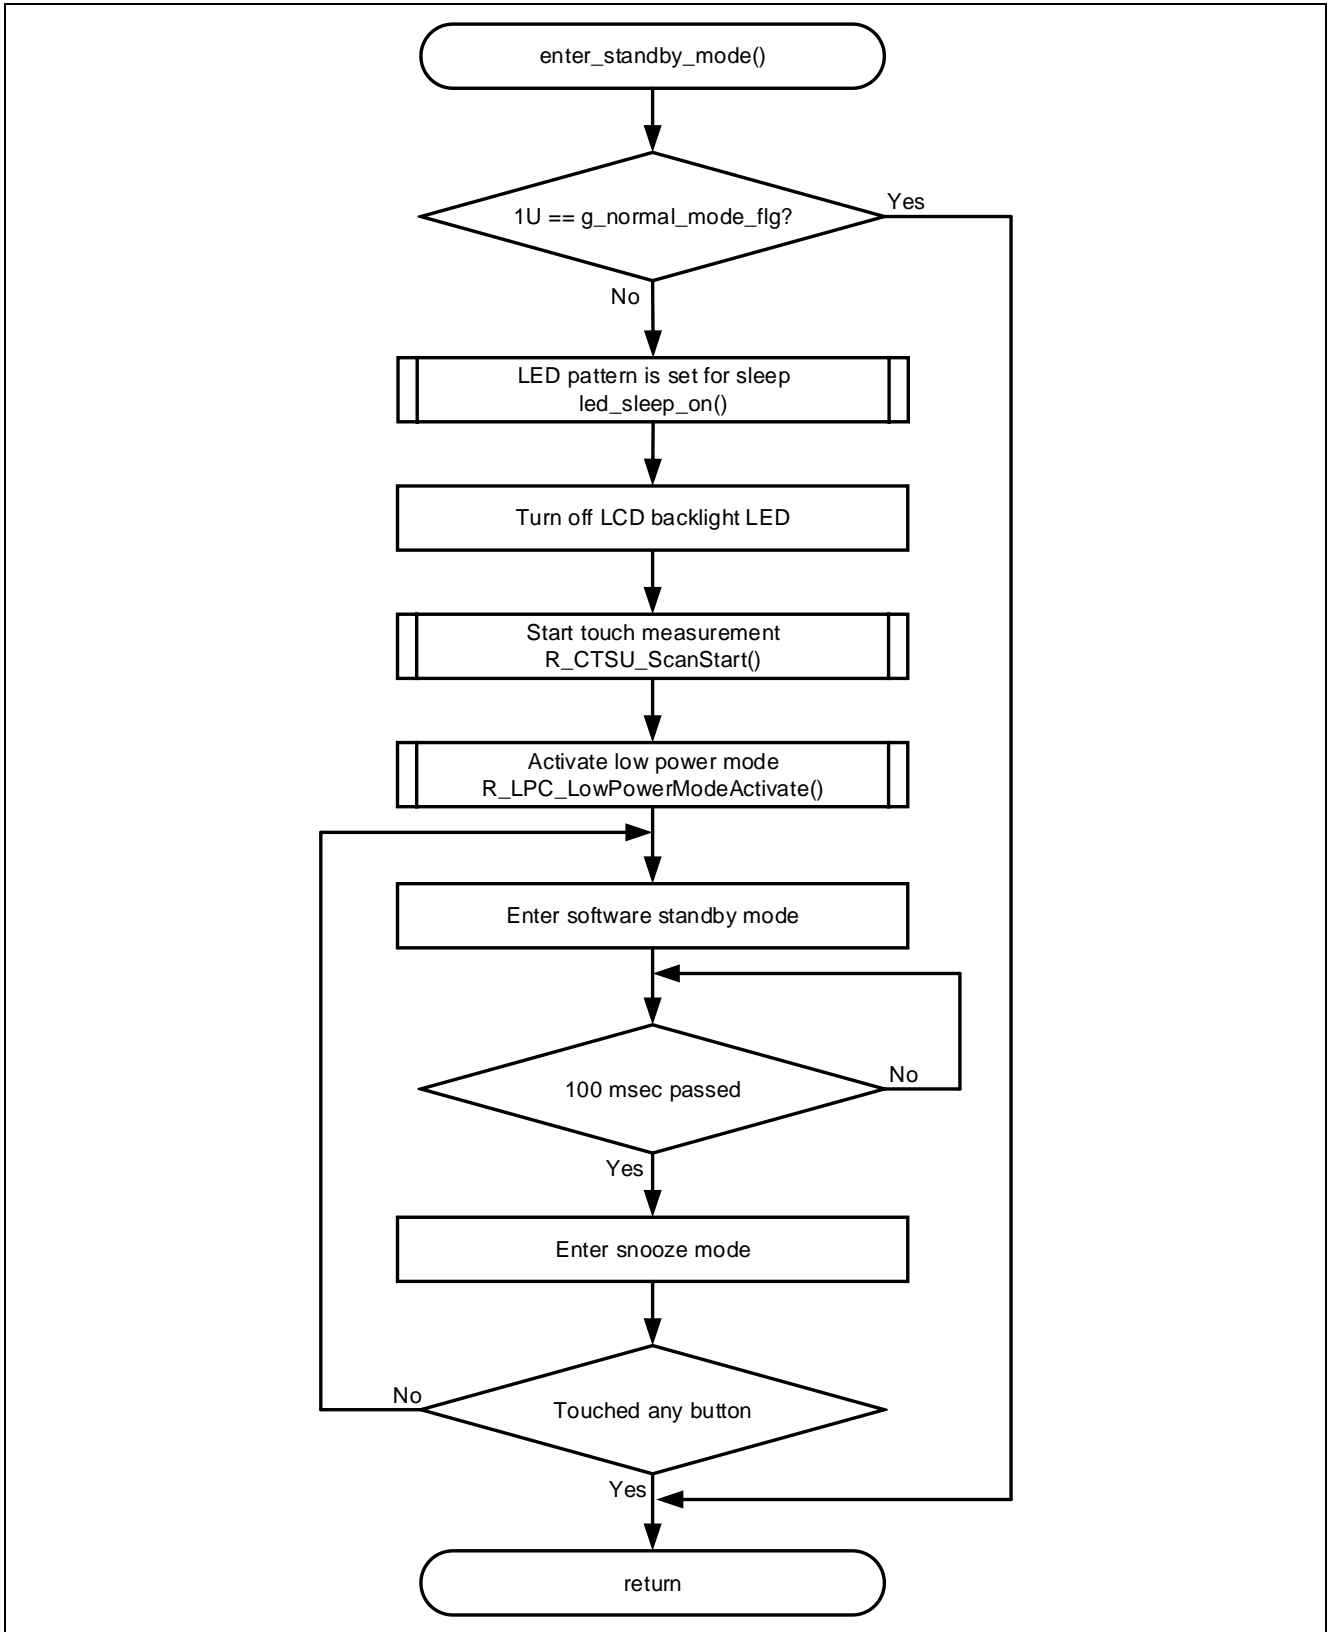 enter_standby_mode()
1U == g_normal_mode_flg?
Yes
No
LED pattern is set for sleep
led_sleep_on()
Turn off LCD backlight LED
Start touch measurement
R_CTSU_ScanStart()
Activate low power mode
R_LPC_LowPowerModeActivate()
Enter software standby mode
100 msec passed
No
Yes
Enter snooze mode
Touched any button
No
Yes
return